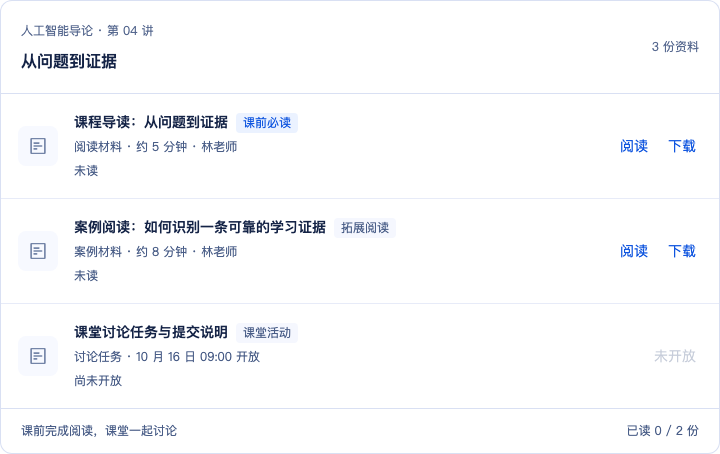 人工智能导论 · 第 04 讲
从问题到证据
3 份资料
课程导读：从问题到证据 课前必读
阅读材料 · 约 5 分钟 · 林老师
未读
阅读 下载
案例阅读：如何识别一条可靠的学习证据 拓展阅读
案例材料 · 约 8 分钟 · 林老师
未读
阅读 下载
课堂讨论任务与提交说明 课堂活动
讨论任务 · 10 月 16 日 09:00 开放
尚未开放
未开放
课前完成阅读，课堂一起讨论
已读 0 / 2 份